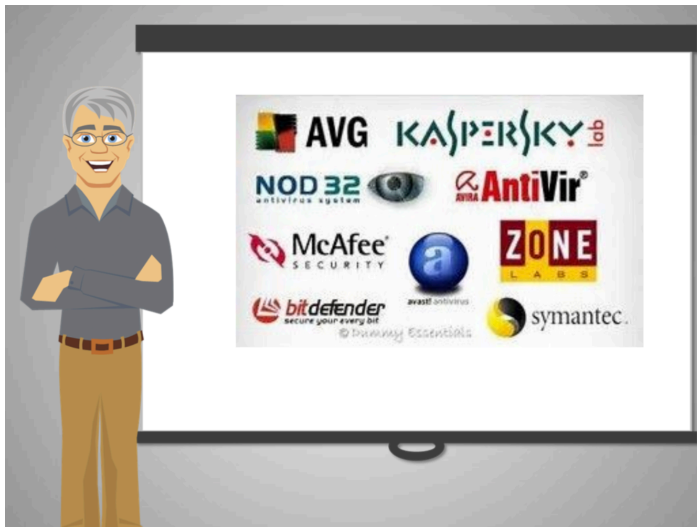 AVG
KASPERSKY lab
NOD 32
antivirus system
AVIRA
AntiVir®
McAfee®
SECURITY
ZONE
LABS
a
avast! antivirus
bitdefender
secure your every bit
symantec.
© Dummy Essentials